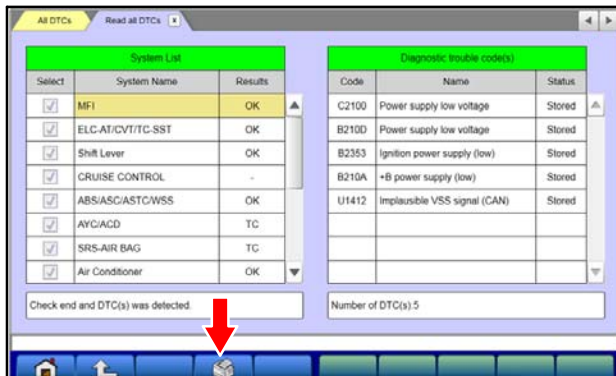 All DTCs Read all DTCs x
System List
Select System Name Results
MFI OK
ELC-AT/CVT/TC-SST OK
Shift Lever OK
CRUISE CONTROL -
ABS/ASC/ASTC/WSS OK
AYC/ACD TC
SRS-AIR BAG TC
Air Conditioner OK
Check end and DTC(s) was detected.
Diagnostic trouble code(s)
Code Name Status
C2100 Power supply low voltage Stored
B210D Power supply low voltage Stored
B2353 Ignition power supply (low) Stored
B210A +B power supply (low) Stored
U1412 Implausible VSS signal (CAN) Stored
Number of DTC(s):5